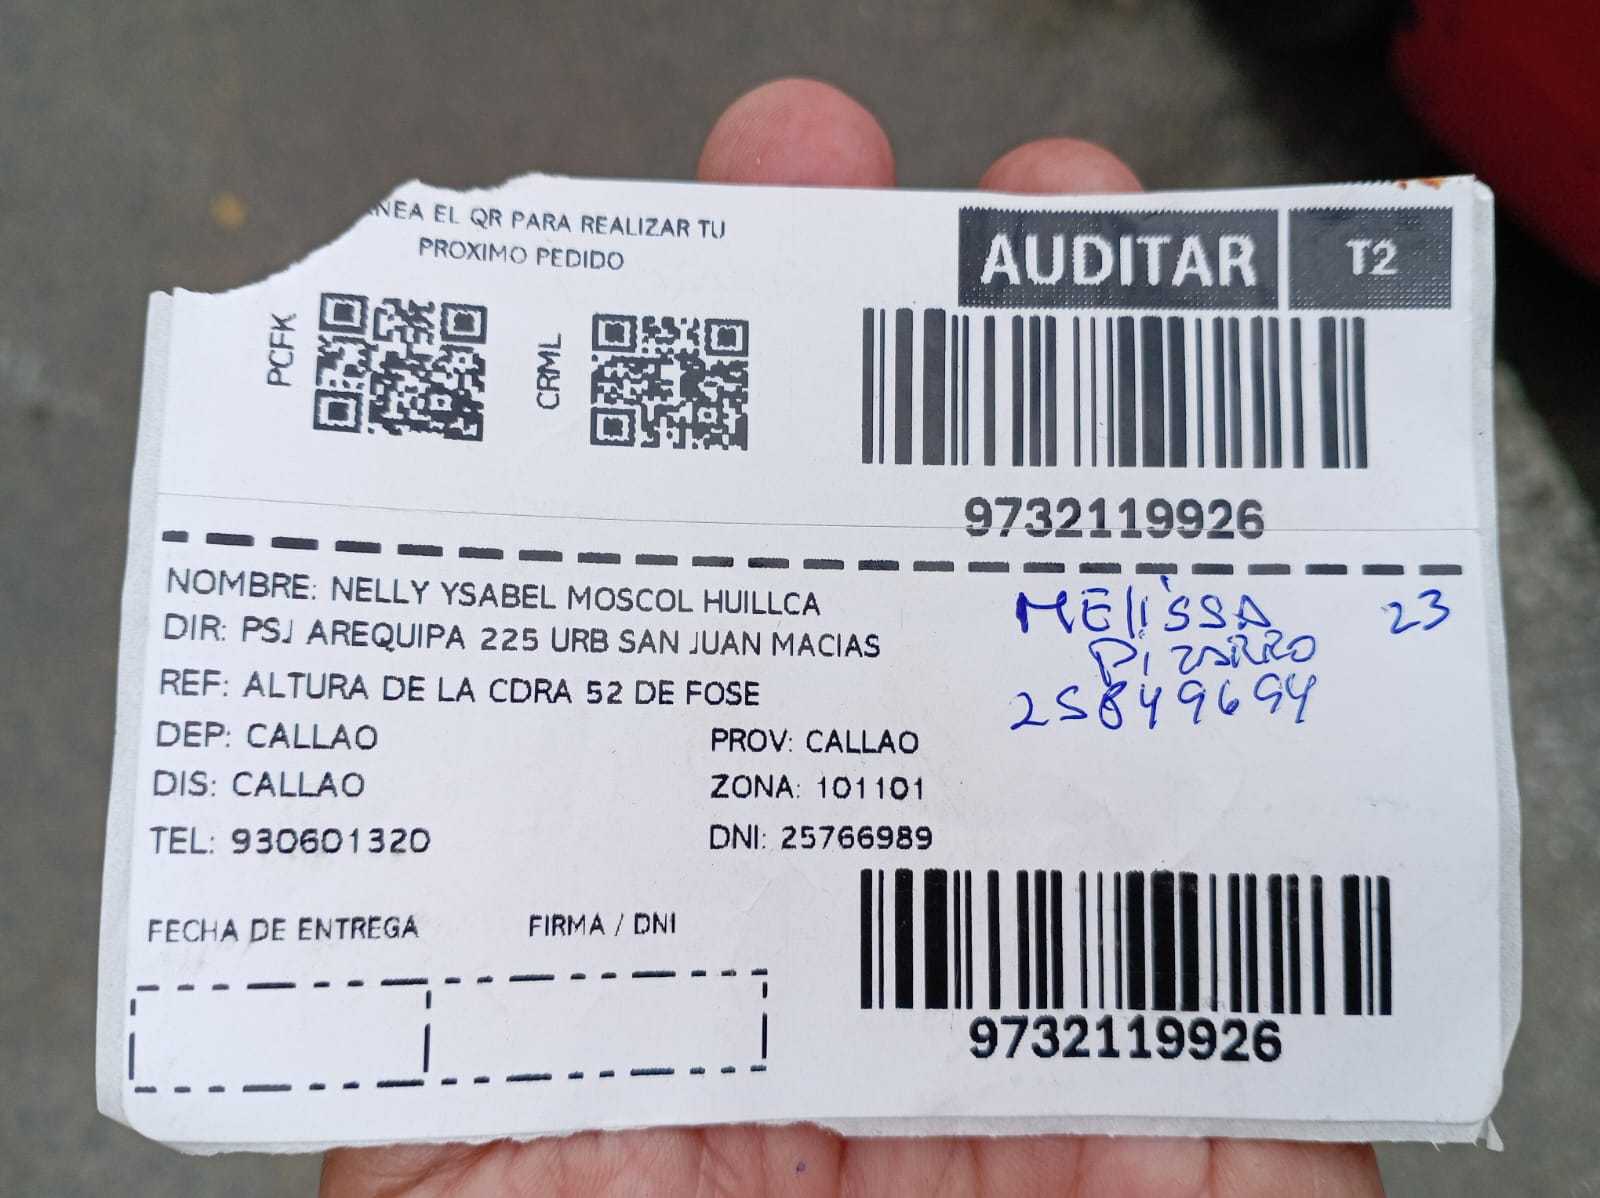 ANEA EL QR PARA REALIZAR TU
PROXIMO PEDIDO
PCFK
CRML
AUDITAR
T2
9732119926
NOMBRE: NELLY YSABEL MOSCOL HUILLCA
DIR: PSJ AREQUIPA 225 URB SAN JUAN MACIAS
REF: ALTURA DE LA CDRA 52 DE FOSE
DEP: CALLAO
PROV: CALLAO
DIS: CALLAO
ZONA: 101101
TEL: 930601320
DNI: 25766989
MELISSA 23
PIZARRO
25849694
FECHA DE ENTREGA
FIRMA / DNI
9732119926